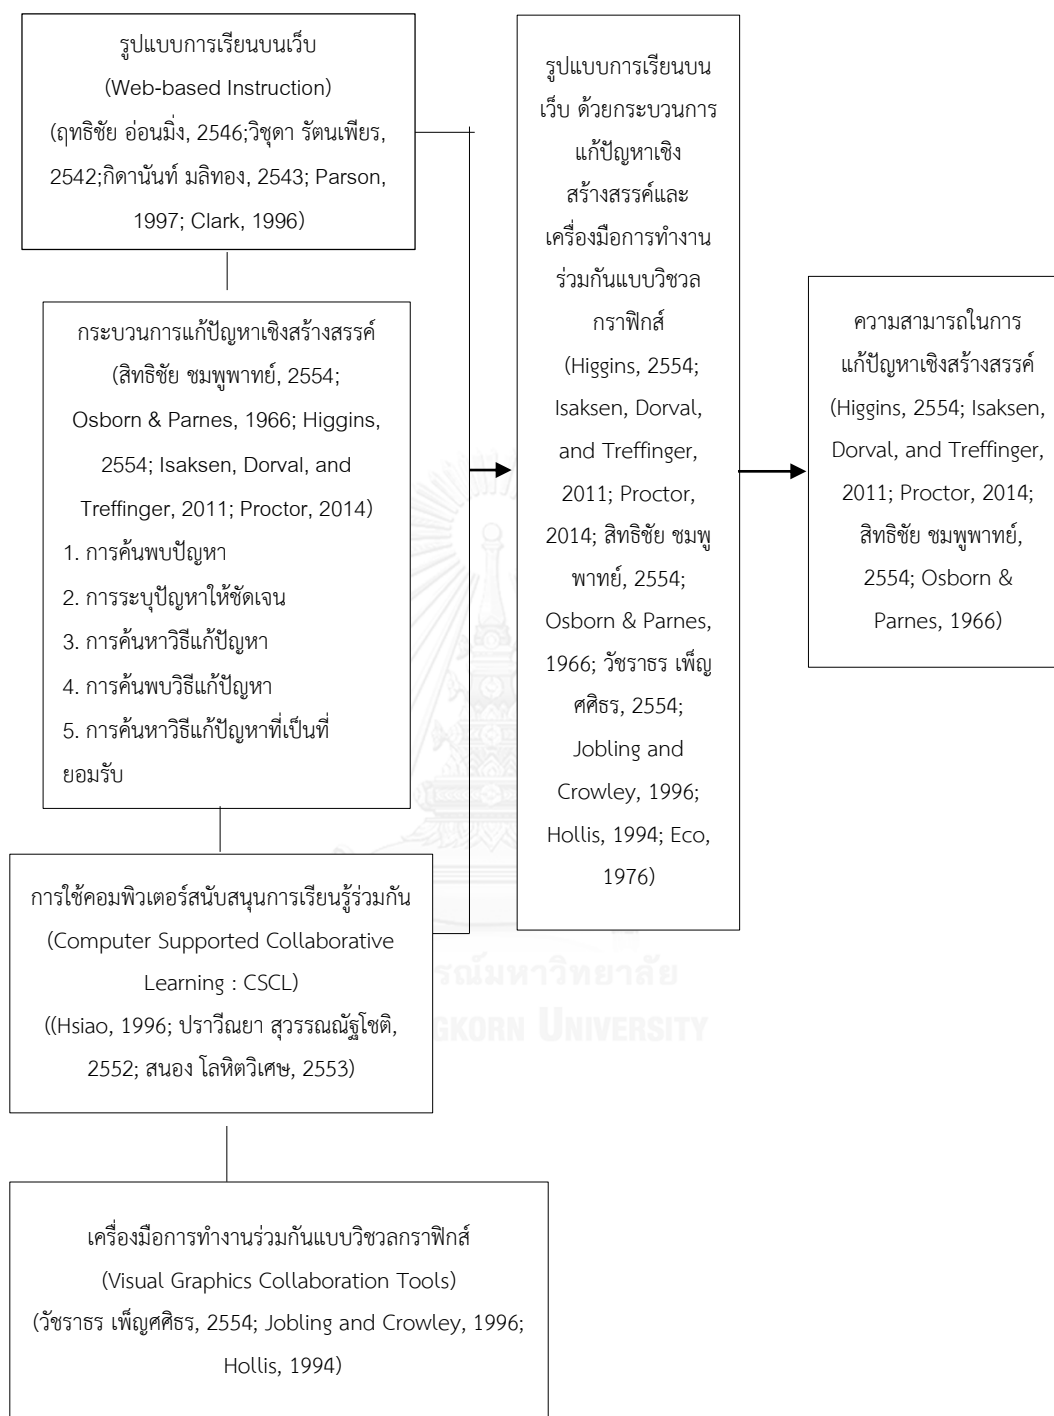 รูปแบบการเรียนบนเว็บ
(Web-based Instruction)
(ฤทธิชัย อ่อนมิ่ง, 2546;วิชุดา รัตนเพียร,
2542;กิดานันท์ มลิทอง, 2543; Parson,
1997; Clark, 1996)
กระบวนการแก้ปัญหาเชิงสร้างสรรค์
(สิทธิชัย ชมพูพาทย์, 2554;
Osborn & Parnes, 1966; Higgins,
2554; Isaksen, Dorval, and
Treffinger, 2011; Proctor, 2014)
1. การค้นพบปัญหา
2. การระบุปัญหาให้ชัดเจน
3. การค้นหาวิธีแก้ปัญหา
4. การค้นพบวิธีแก้ปัญหา
5. การค้นหาวิธีแก้ปัญหาที่เป็นที่
ยอมรับ
การใช้คอมพิวเตอร์สนับสนุนการเรียนรู้ร่วมกัน
(Computer Supported Collaborative
Learning : CSCL)
((Hsiao, 1996; ปราวีณยา สุวรรณณัฐโชติ,
2552; สนอง โลหิตวิเศษ, 2553)
เครื่องมือการทำงานร่วมกันแบบวิชวลกราฟิกส์
(Visual Graphics Collaboration Tools)
(วัชราธร เพ็ญศศิธร, 2554; Jobling and Crowley, 1996;
Hollis, 1994)
รูปแบบการเรียนบน
เว็บ ด้วยกระบวนการ
แก้ปัญหาเชิง
สร้างสรรค์และ
เครื่องมือการทำงาน
ร่วมกันแบบวิชวล
กราฟิกส์
(Higgins, 2554;
Isaksen, Dorval,
and Treffinger,
2011; Proctor,
2014; สิทธิชัย ชมพู
พาทย์, 2554;
Osborn & Parnes,
1966; วัชราธร เพ็ญ
ศศิธร, 2554;
Jobling and
Crowley, 1996;
Hollis, 1994; Eco,
1976)
ความสามารถในการ
แก้ปัญหาเชิงสร้างสรรค์
(Higgins, 2554; Isaksen,
Dorval, and Treffinger,
2011; Proctor, 2014;
สิทธิชัย ชมพูพาทย์,
2554; Osborn &
Parnes, 1966)
รณ์มหาวิทยาลัย
GKORN UNIVERSITY